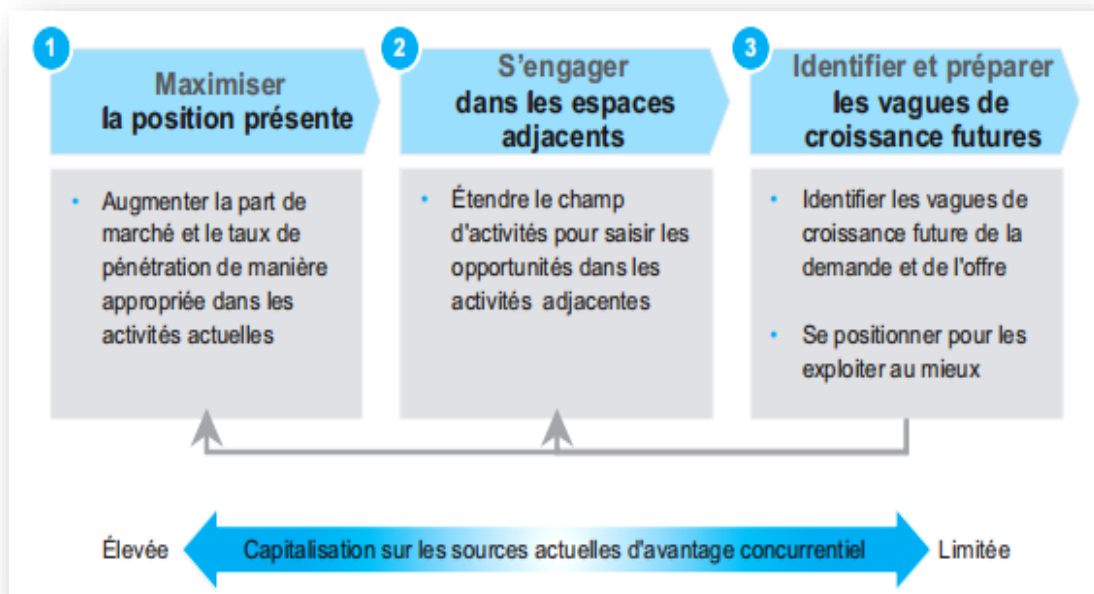 1
Maximiser
la position présente
• Augmenter la part de
marché et le taux de
pénétration de manière
appropriée dans les
activités actuelles
2
S'engager
dans les espaces
adjacents
• Étendre le champ
d'activités pour saisir les
opportunités dans les
activités adjacentes
3
Identifier et préparer
les vagues de
croissance futures
• Identifier les vagues de
croissance future de la
demande et de l'offre
• Se positionner pour les
exploiter au mieux
Élevée
Capitalisation sur les sources actuelles d'avantage concurrentiel
Limitée